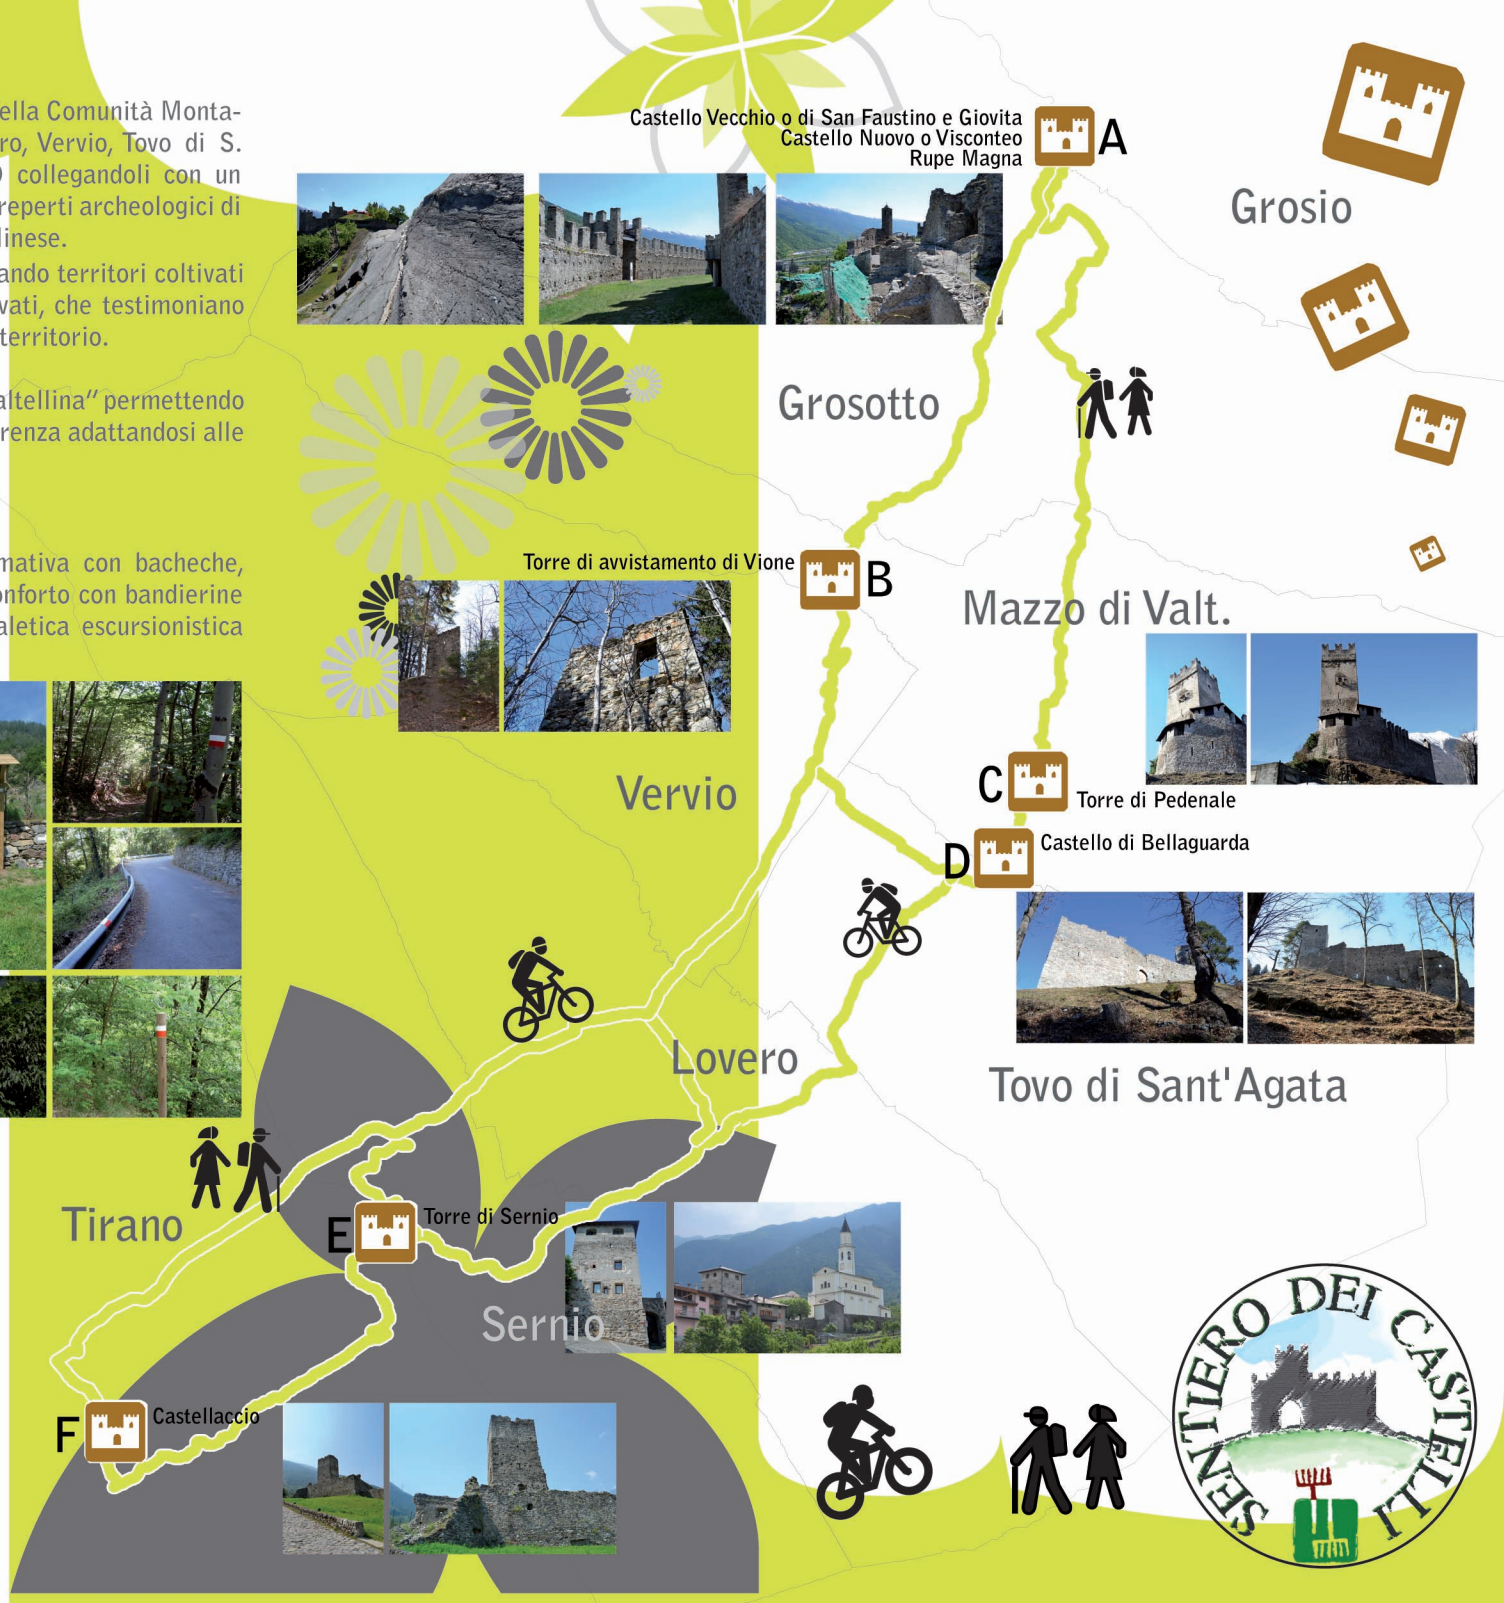 ella Comunità Monta-
ro, Vervio, Tovo di S.
collegandoli con un
reperti archeologici di
linese.
ando territori coltivati
vati, che testimoniano
territorio.
altellina" permettendo
renza adattandosi alle
mativa con bacheche,
onforto con bandierine
aletica escursionistica
Castello Vecchio o di San Faustino e Giovita
Castello Nuovo o Visconteo
Rupe Magna
A
Grosio
Grosotto
Torre di avvistamento di Vione
B
Mazzo di Valt.
Vervio
C
Torre di Pedenale
D
Castello di Bellaguarda
Lovero
Tovo di Sant'Agata
Tirano
E
Torre di Sernio
Sernio
F
Castellaccio
SENTIERO DEI CASTELLI